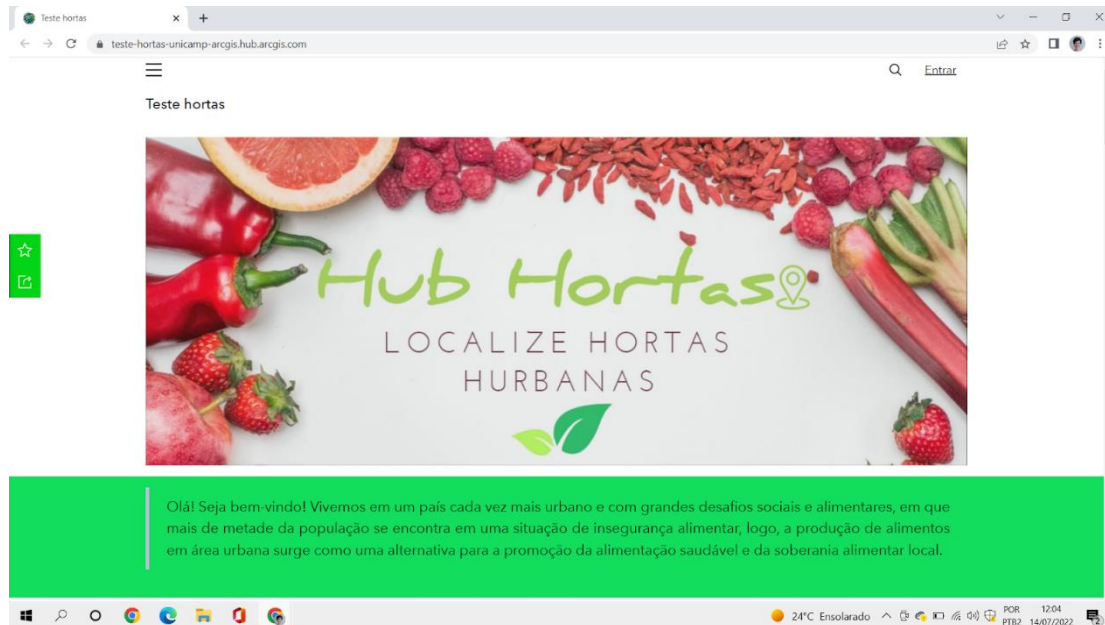 Teste hortas
teste-hortas-unicamp-arcgis.hub.arcgis.com
Entrar
Teste hortas
Hub Hortas
LOCALIZE HORTAS
HURBANAS
Olá! Seja bem-vindo! Vivemos em um país cada vez mais urbano e com grandes desafios sociais e alimentares, em que
mais de metade da população se encontra em uma situação de insegurança alimentar, logo, a produção de alimentos
em área urbana surge como uma alternativa para a promoção da alimentação saudável e da soberania alimentar local.
24°C Ensolarado
POR
PTB2
12:04
14/07/2022
2